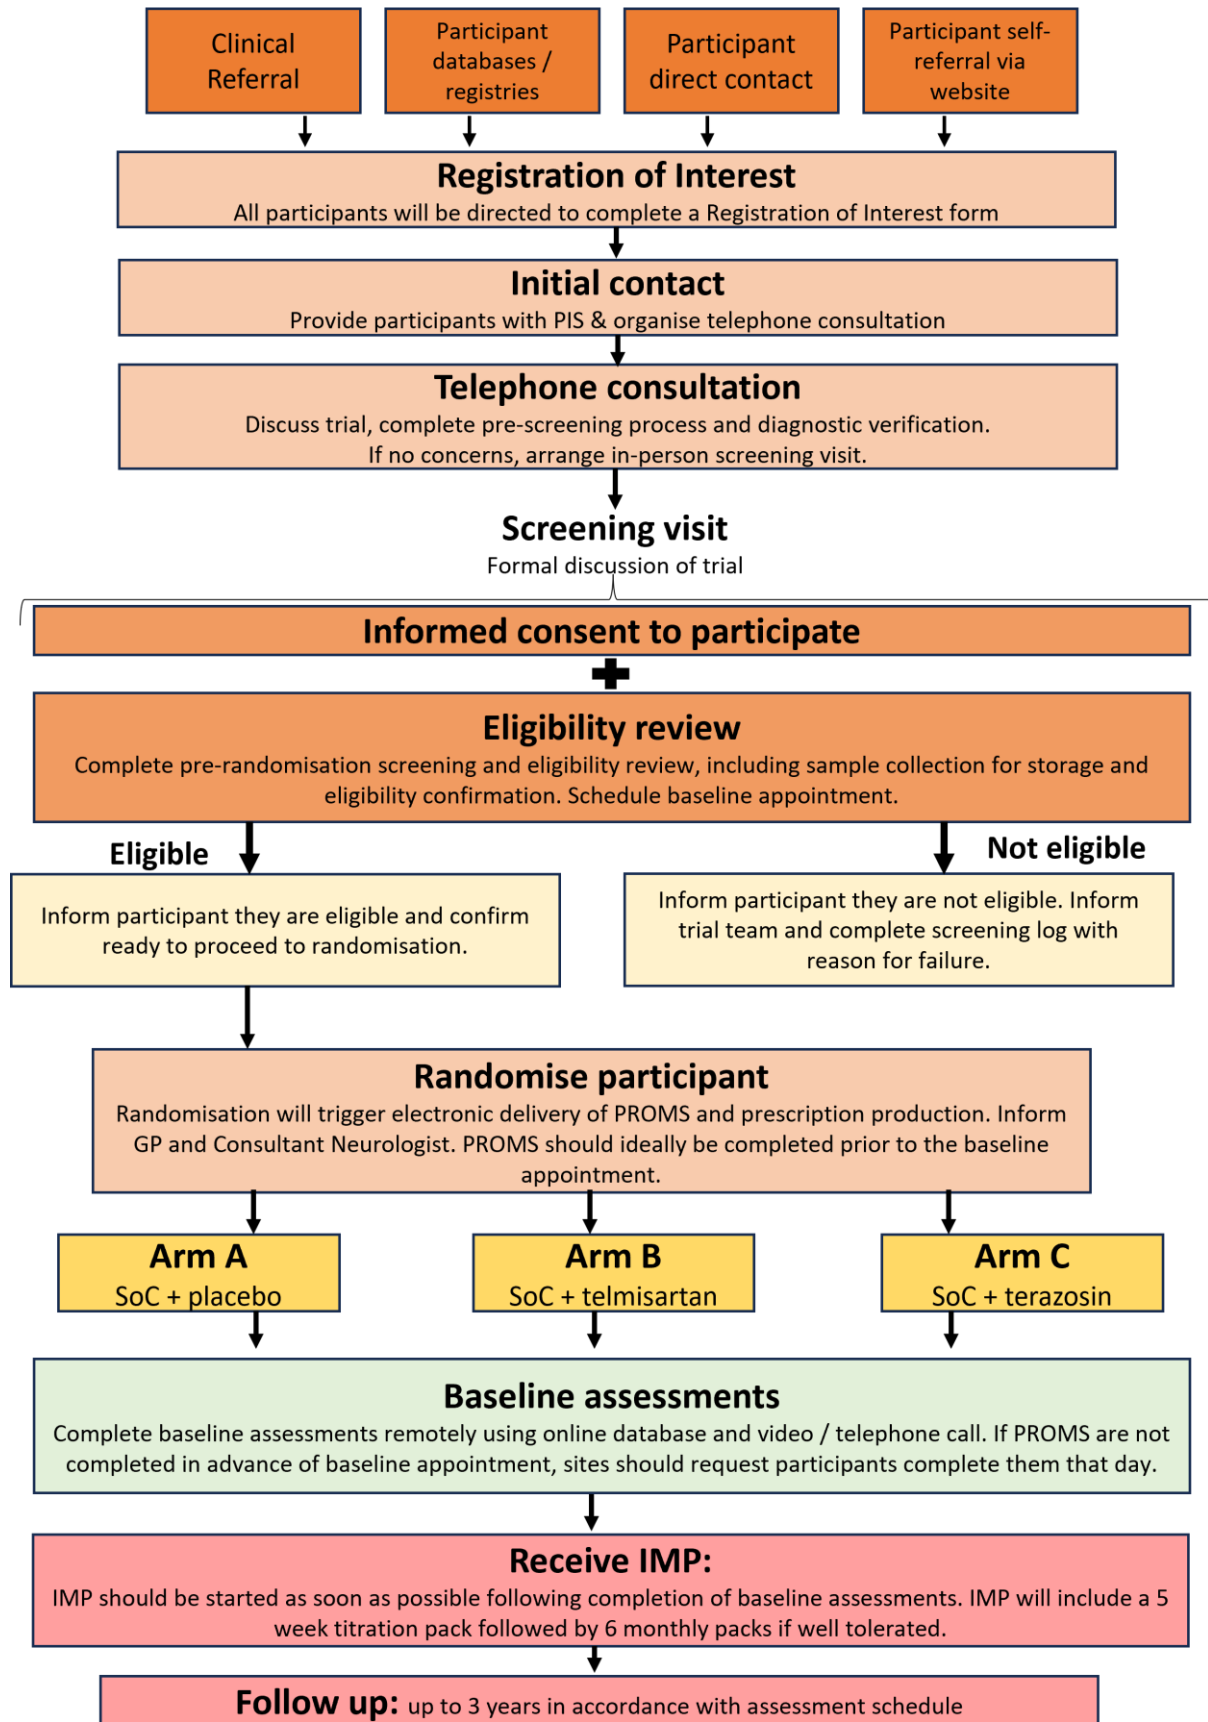 Clinical
Referral
Participant
databases /
registries
Participant
direct contact
Participant self-
referral via
website
Registration of Interest
All participants will be directed to complete a Registration of Interest form
Initial contact
Provide participants with PIS & organise telephone consultation
Telephone consultation
Discuss trial, complete pre-screening process and diagnostic verification.
If no concerns, arrange in-person screening visit.
Screening visit
Formal discussion of trial
Informed consent to participate
Eligibility review
Complete pre-randomisation screening and eligibility review, including sample collection for storage and
eligibility confirmation. Schedule baseline appointment.
Eligible
Not eligible
Inform participant they are eligible and confirm
ready to proceed to randomisation.
Inform participant they are not eligible. Inform
trial team and complete screening log with
reason for failure.
Randomise participant
Randomisation will trigger electronic delivery of PROMS and prescription production. Inform
GP and Consultant Neurologist. PROMS should ideally be completed prior to the baseline
appointment.
Arm A
SoC + placebo
Arm B
SoC + telmisartan
Arm C
SoC + terazosin
Baseline assessments
Complete baseline assessments remotely using online database and video / telephone call. If PROMS are not
completed in advance of baseline appointment, sites should request participants complete them that day.
Receive IMP:
IMP should be started as soon as possible following completion of baseline assessments. IMP will include a 5
week titration pack followed by 6 monthly packs if well tolerated.
Follow up: up to 3 years in accordance with assessment schedule